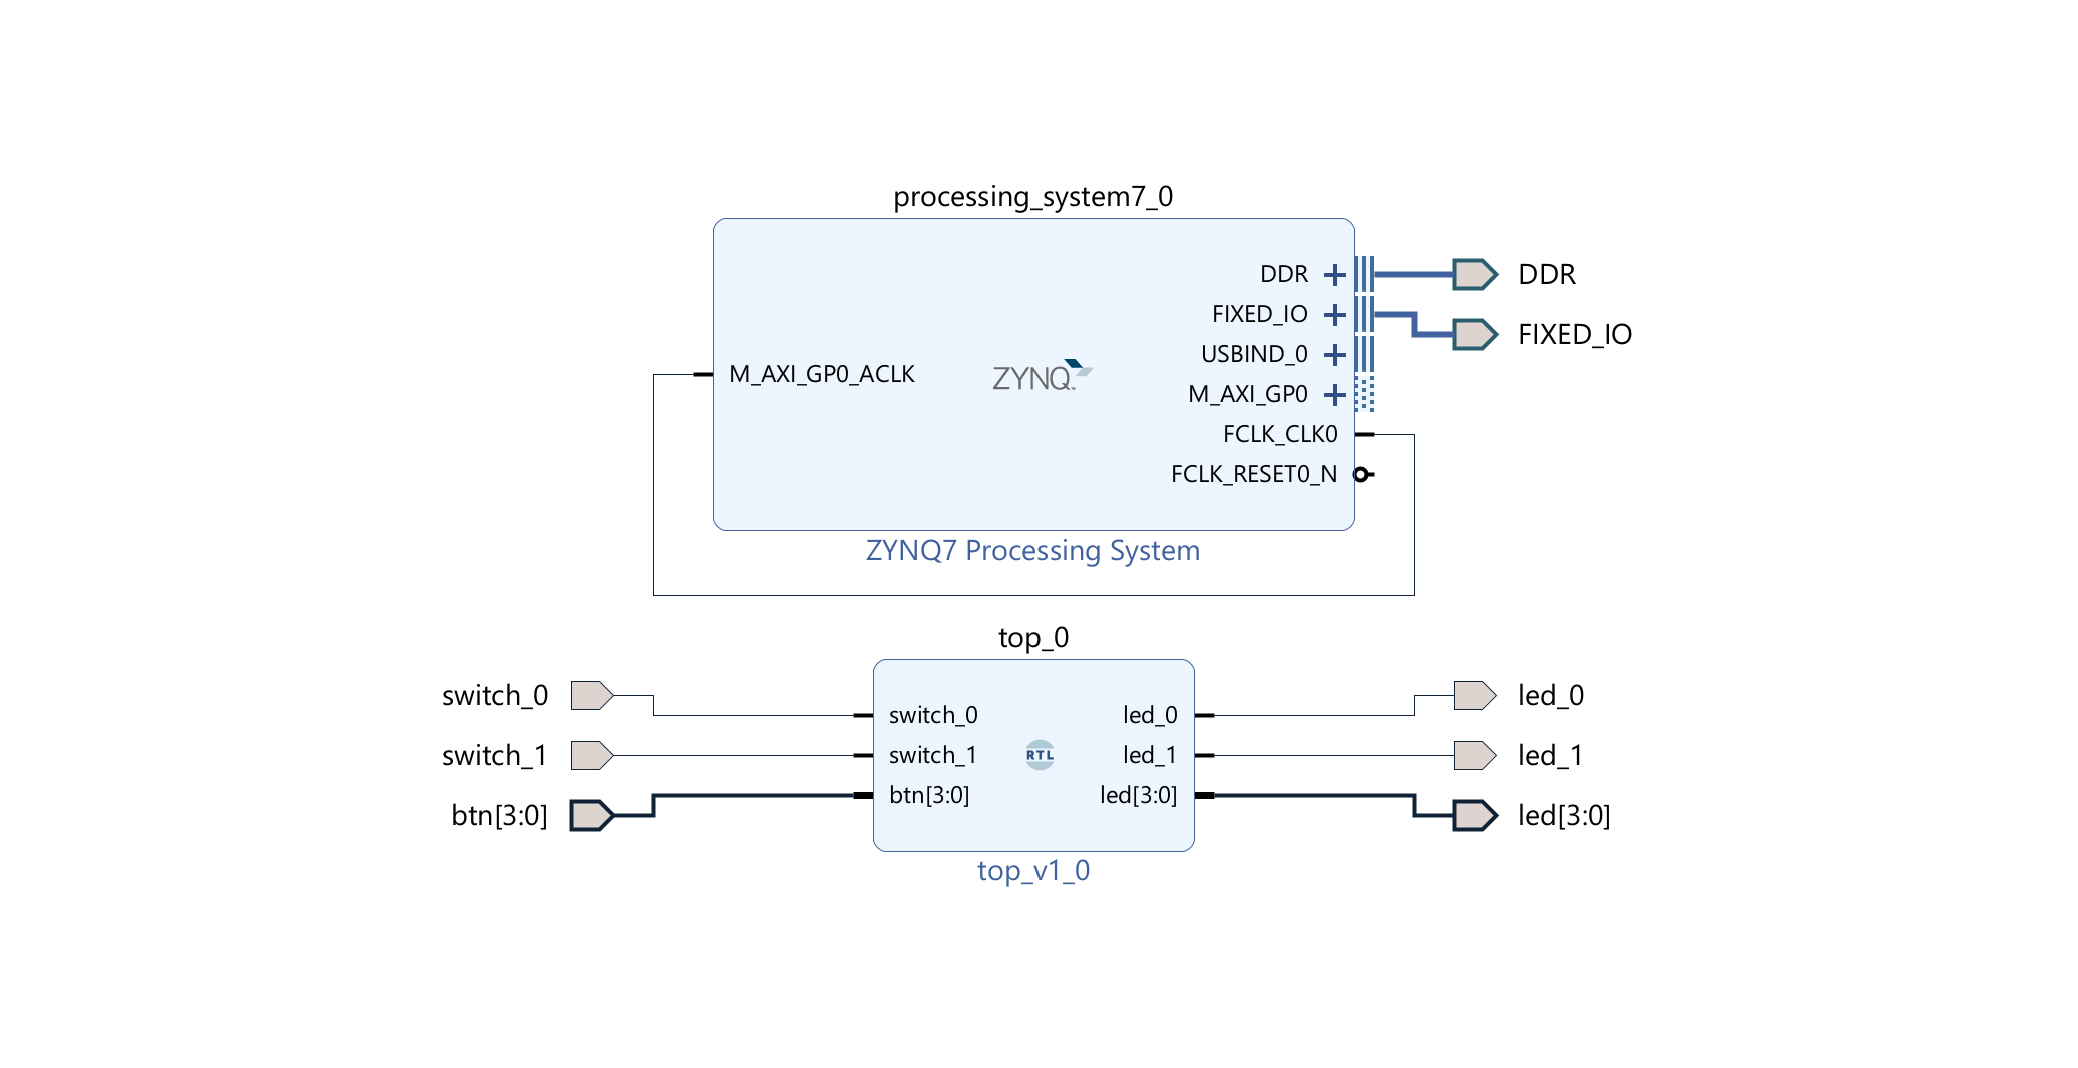 processing_system7_0
DDR
FIXED_IO
USBIND_0
M_AXI_GP0
FCLK_CLK0
FCLK_RESET0_N
M_AXI_GP0_ACLK
ZYNQ
DDR
FIXED_IO
ZYNQ7 Processing System
top_0
switch_0
switch_1
btn[3:0]
switch_0
switch_1
btn[3:0]
RTL
led_0
led_1
led[3:0]
led_0
led_1
led[3:0]
top_v1_0